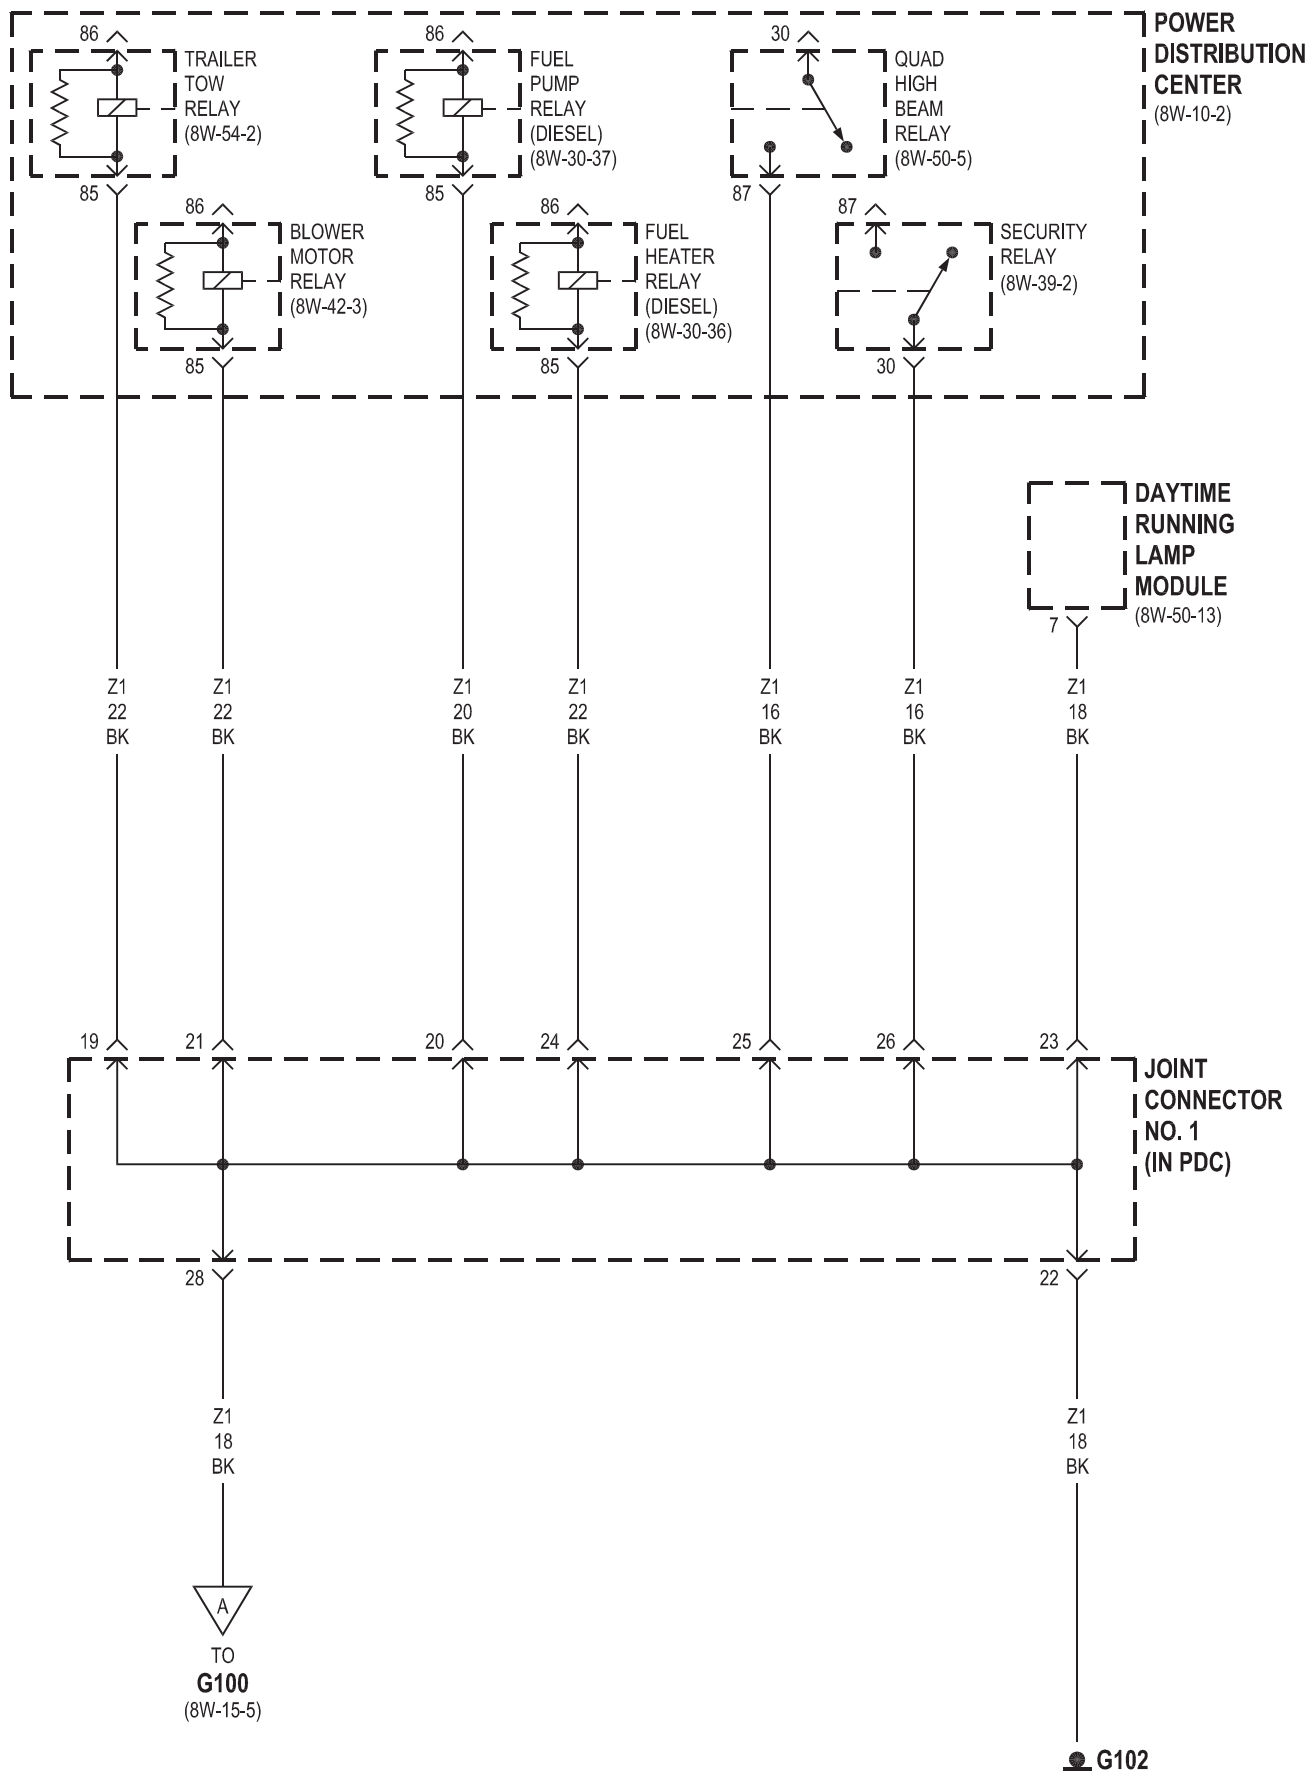 86
TRAILER
TOW
RELAY
(8W-54-2)
85
86
FUEL
PUMP
RELAY
(DIESEL)
(8W-30-37)
85
30
QUAD
HIGH
BEAM
RELAY
(8W-50-5)
87
POWER
DISTRIBUTION
CENTER
(8W-10-2)
86
BLOWER
MOTOR
RELAY
(8W-42-3)
85
86
FUEL
HEATER
RELAY
(DIESEL)
(8W-30-36)
85
87
SECURITY
RELAY
(8W-39-2)
30
DAYTIME
RUNNING
LAMP
MODULE
(8W-50-13)
7
Z1 Z1 Z1 Z1 Z1 Z1 Z1
22 22 20 22 16 16 18
BK BK BK BK BK BK BK
19 21 20 24 25 26 23
JOINT
CONNECTOR
NO. 1
(IN PDC)
28 22
Z1 Z1
18 18
BK BK
A
TO
G100
(8W-15-5)
G102